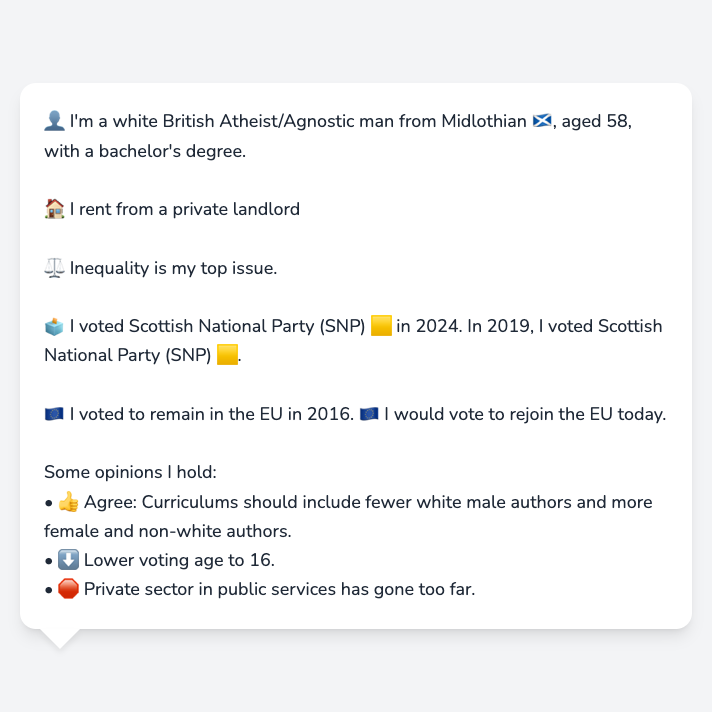 👤 I'm a white British Atheist/Agnostic man from Midlothian 🏴󠁧󠁢󠁳󠁣󠁴󠁿, aged 58,
with a bachelor's degree.
🏠 I rent from a private landlord
⚖️ Inequality is my top issue.
🗳️ I voted Scottish National Party (SNP) 🟨 in 2024. In 2019, I voted Scottish
National Party (SNP) 🟨.
🇪🇺 I voted to remain in the EU in 2016. 🇪🇺 I would vote to rejoin the EU today.
Some opinions I hold:
• 👍 Agree: Curriculums should include fewer white male authors and more
female and non-white authors.
• ⬇️ Lower voting age to 16.
• 🛑 Private sector in public services has gone too far.